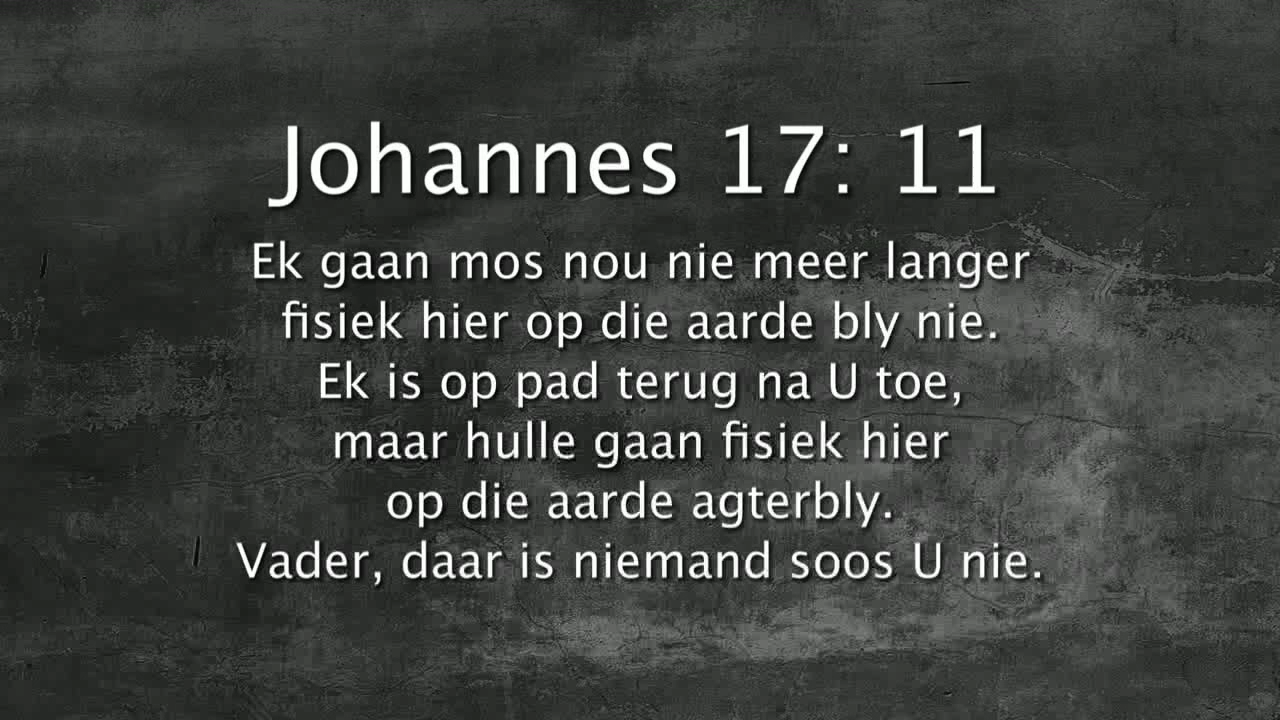 Johannes 17: 11
Ek gaan mos nou nie meer langer
fisiek hier op die aarde bly nie.
Ek is op pad terug na U toe,
maar hulle gaan fisiek hier
op die aarde agterbly.
Vader, daar is niemand soos U nie.